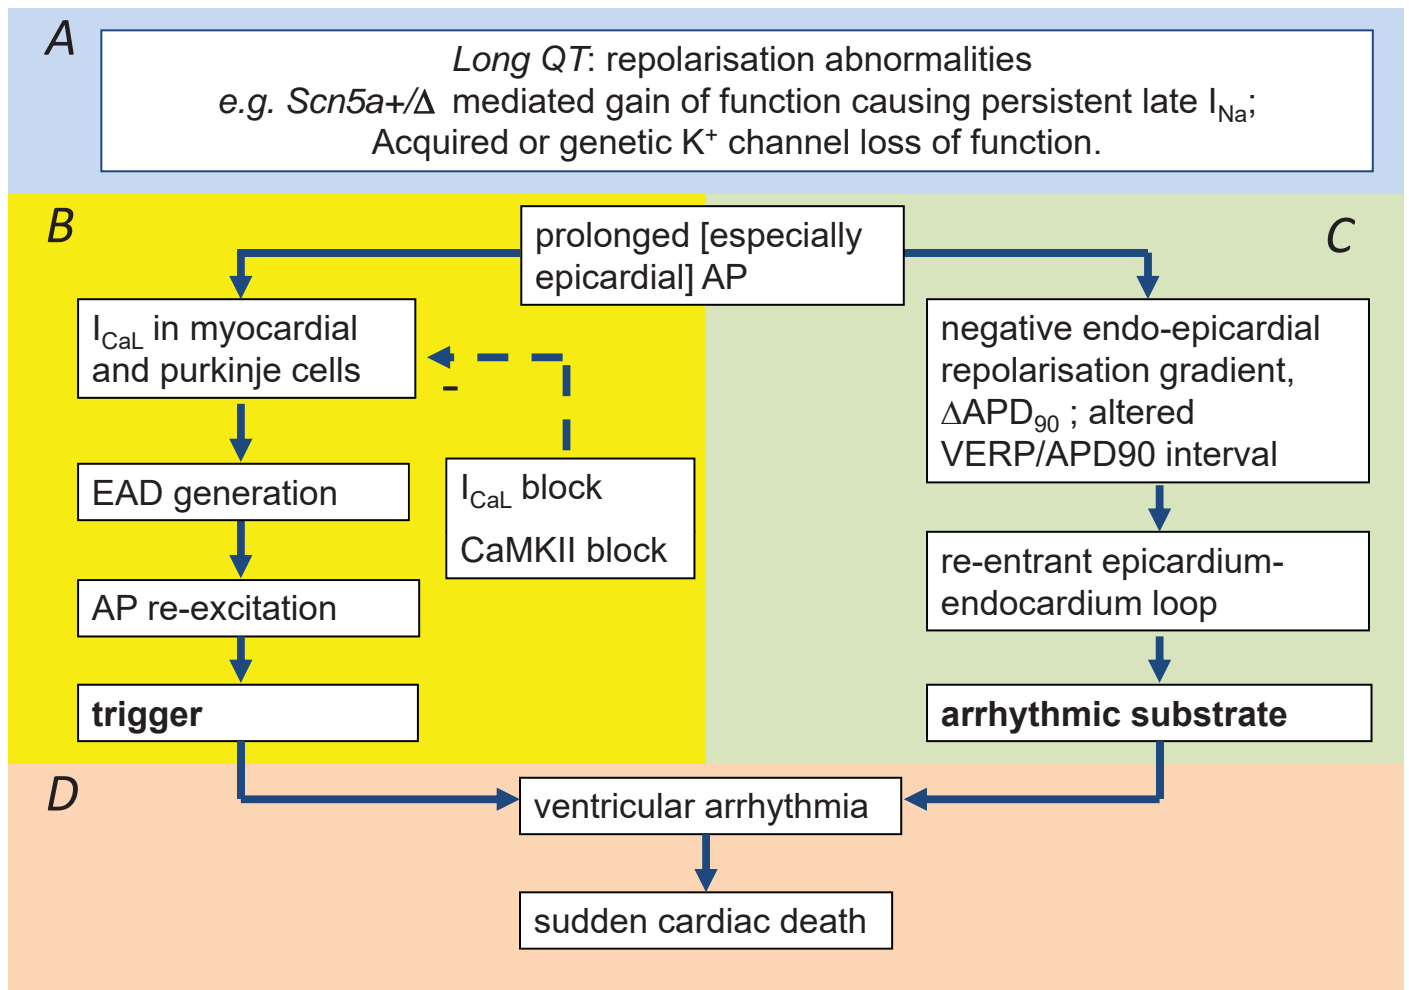 A
Long QT: repolarisation abnormalities
e.g. Scn5a+/Δ mediated gain of function causing persistent late I_Na;
Acquired or genetic K⁺ channel loss of function.
B
prolonged [especially
epicardial] AP
C
I_CaL in myocardial
and purkinje cells
-
negative endo-epicardial
repolarisation gradient,
ΔAPD₉₀ ; altered
VERP/APD90 interval
EAD generation
I_CaL block
CaMKII block
re-entrant epicardium-
endocardium loop
AP re-excitation
trigger
arrhythmic substrate
D
ventricular arrhythmia
sudden cardiac death